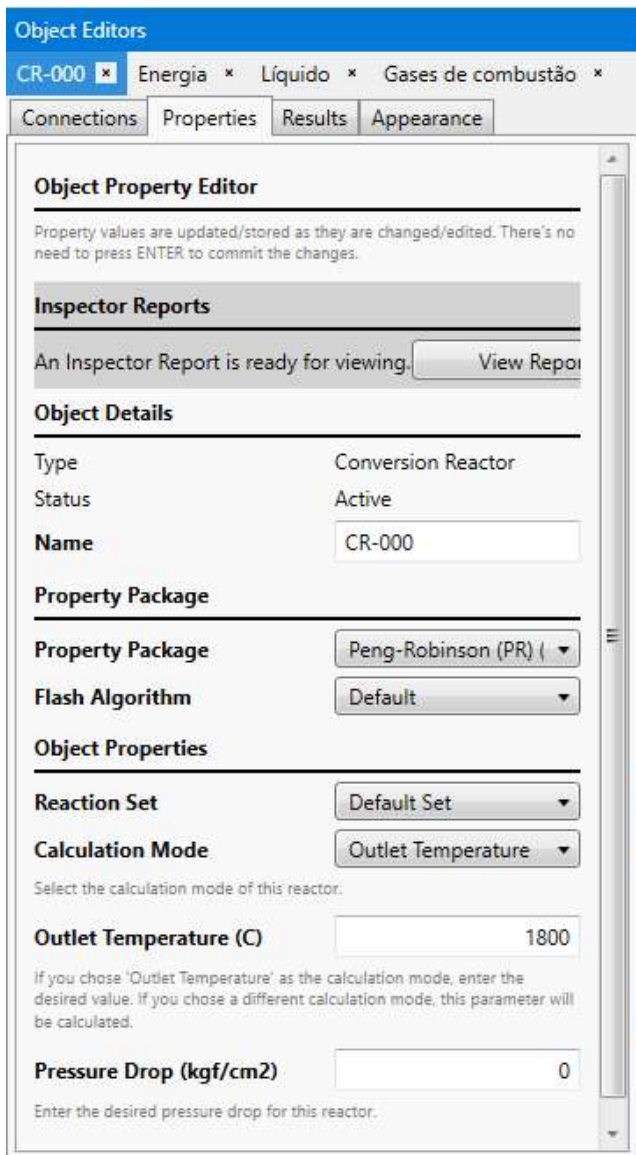 Object Editors
CR-000 × Energia × Líquido × Gases de combustão ×
Connections Properties Results Appearance
Object Property Editor
Property values are updated/stored as they are changed/edited. There's no
need to press ENTER to commit the changes.
Inspector Reports
An Inspector Report is ready for viewing. View Repo
Object Details
Type Conversion Reactor
Status Active
Name CR-000
Property Package
Property Package Peng-Robinson (PR) (
Flash Algorithm Default
Object Properties
Reaction Set Default Set
Calculation Mode Outlet Temperature
Select the calculation mode of this reactor.
Outlet Temperature (C) 1800
If you chose 'Outlet Temperature' as the calculation mode, enter the
desired value. If you chose a different calculation mode, this parameter will
be calculated.
Pressure Drop (kgf/cm2) 0
Enter the desired pressure drop for this reactor.